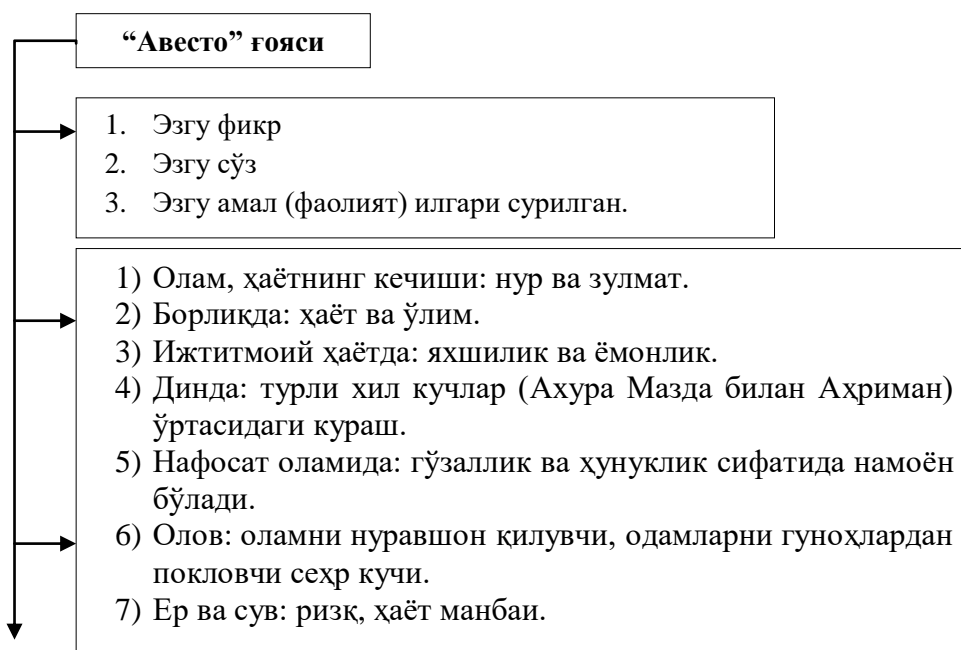 “Авесто” ғояси
1. Эзгу фикр
2. Эзгу сўз
3. Эзгу амал (фаолият) илгари сурилган.
1) Олам, ҳаётнинг кечиши: нур ва зулмат.
2) Борлиқда: ҳаёт ва ўлим.
3) Ижтитмоий ҳаётда: яхшилик ва ёмонлик.
4) Динда: турли хил кучлар (Ахура Мазда билан Аҳриман)
ўртасидаги кураш.
5) Нафосат оламида: гўзаллик ва ҳунуклик сифатида намоён
бўлади.
6) Олов: оламни нуравшон қилувчи, одамларни гуноҳлардан
покловчи сеҳр кучи.
7) Ер ва сув: ризқ, ҳаёт манбаи.